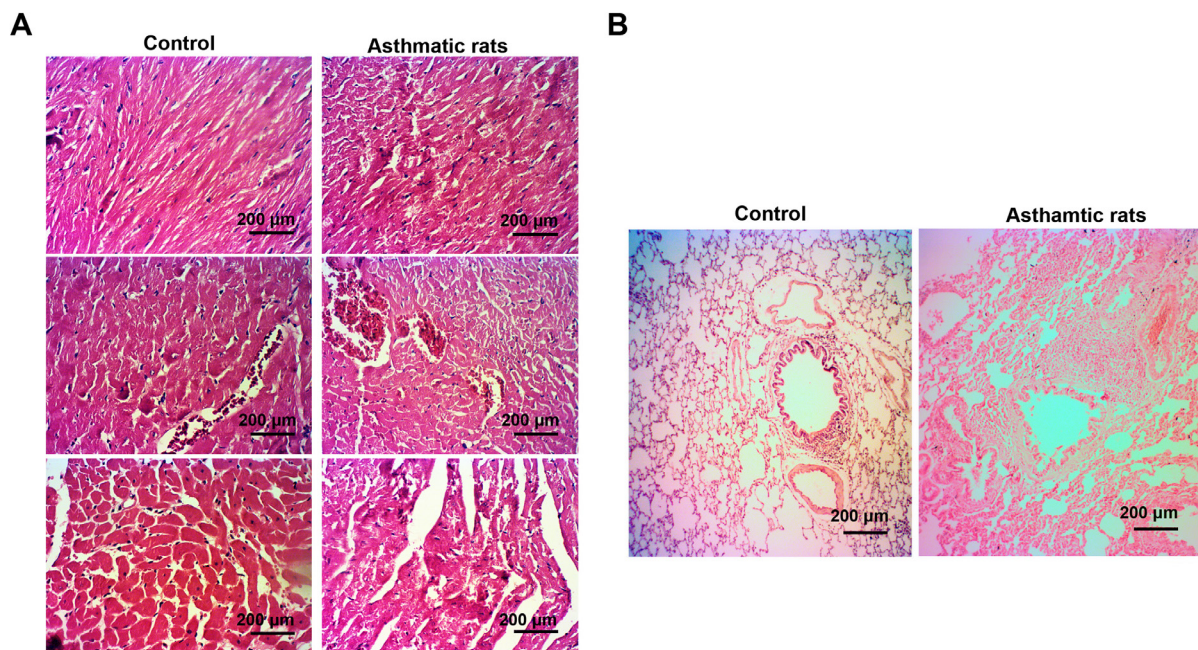 A
Control
Asthmatic rats
200 µm
200 µm
200 µm
200 µm
200 µm
200 µm
B
Control
Asthamtic rats
200 µm
200 µm